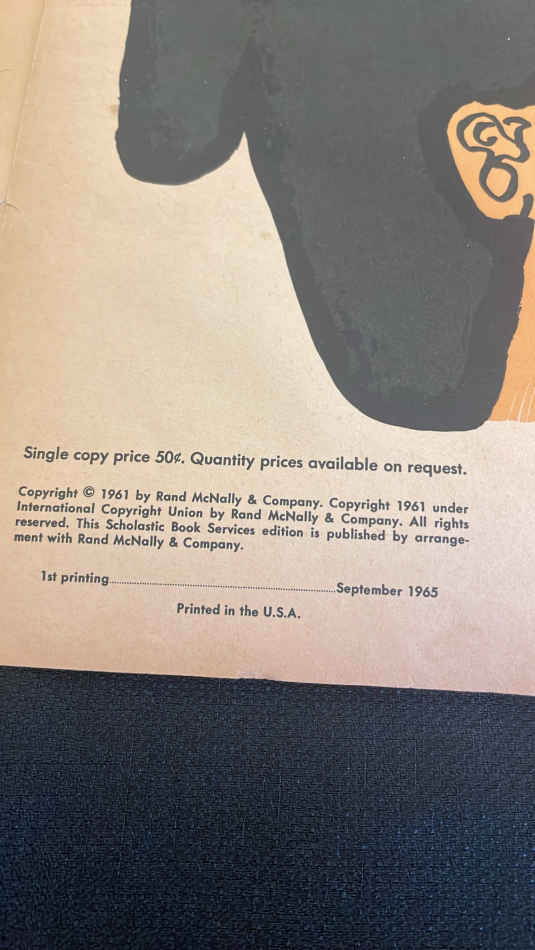 Single copy price 50¢. Quantity prices available on request.
Copyright © 1961 by Rand McNally & Company. Copyright 1961 under
International Copyright Union by Rand McNally & Company. All rights
reserved. This Scholastic Book Services edition is published by arrange-
ment with Rand McNally & Company.
1st printing......................................................September 1965
Printed in the U.S.A.